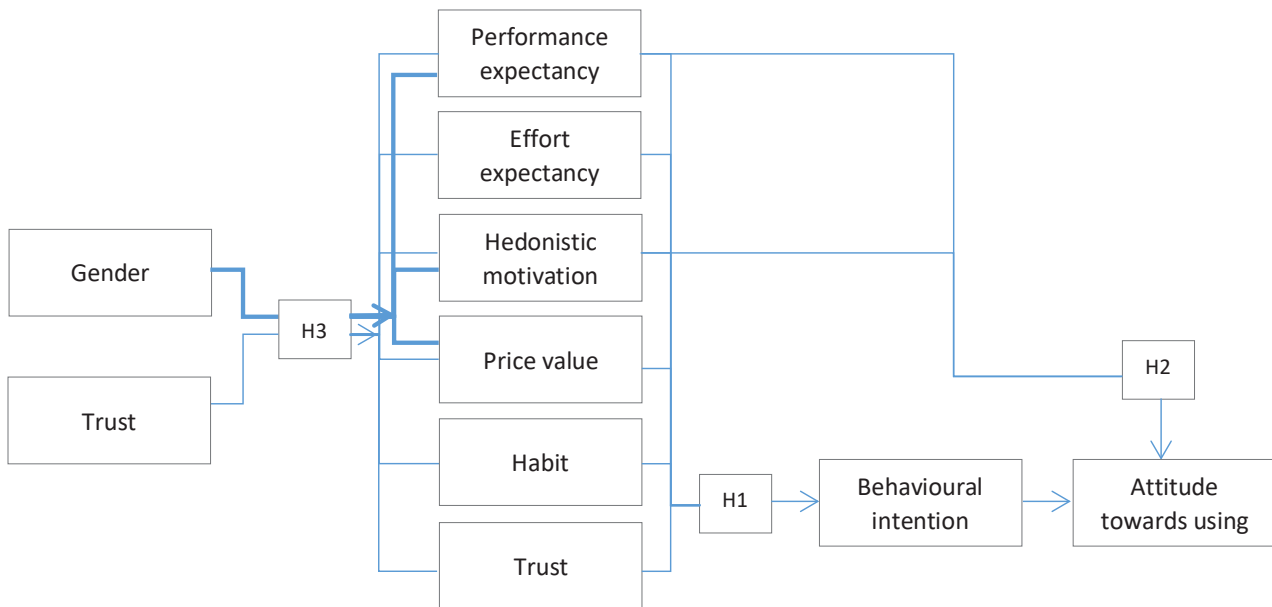 Performance
expectancy
Effort
expectancy
Hedonistic
motivation
Gender
H3
Price value
Trust
H2
Habit
H1
Behavioural
intention
Attitude
towards using
Trust